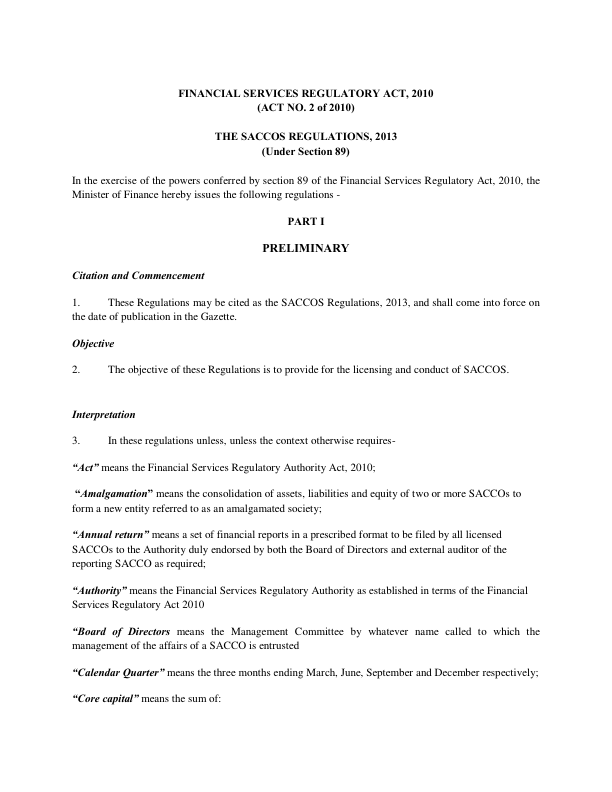 FINANCIAL SERVICES REGULATORY ACT, 2010
(ACT NO. 2 of 2010)
THE SACCOS REGULATIONS, 2013
(Under Section 89)
In the exercise of the powers conferred by section 89 of the Financial Services Regulatory Act, 2010, the
Minister of Finance hereby issues the following regulations -
PART I
PRELIMINARY
Citation and Commencement
1. These Regulations may be cited as the SACCOS Regulations, 2013, and shall come into force on
the date of publication in the Gazette.
Objective
2. The objective of these Regulations is to provide for the licensing and conduct of SACCOS.
Interpretation
3. In these regulations unless, unless the context otherwise requires-
“Act” means the Financial Services Regulatory Authority Act, 2010;
“Amalgamation” means the consolidation of assets, liabilities and equity of two or more SACCOs to
form a new entity referred to as an amalgamated society;
“Annual return” means a set of financial reports in a prescribed format to be filed by all licensed
SACCOs to the Authority duly endorsed by both the Board of Directors and external auditor of the
reporting SACCO as required;
“Authority” means the Financial Services Regulatory Authority as established in terms of the Financial
Services Regulatory Act 2010
“Board of Directors means the Management Committee by whatever name called to which the
management of the affairs of a SACCO is entrusted
“Calendar Quarter” means the three months ending March, June, September and December respectively;
“Core capital” means the sum of: